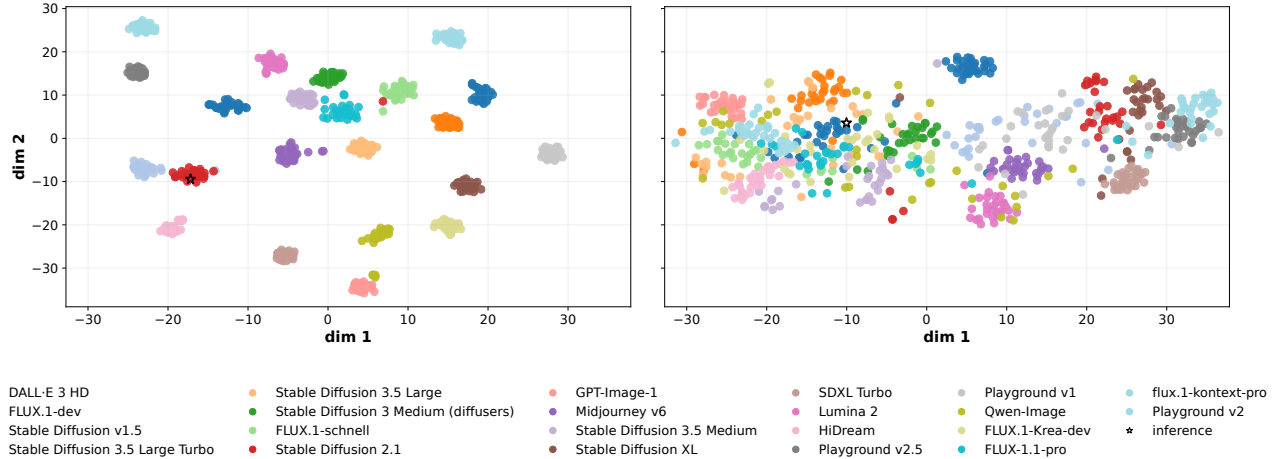 30
20
10
0
−10
−20
−30
dim 2
−30 −20 −10 0 10 20 30
dim 1
−30 −20 −10 0 10 20 30
dim 1
DALL·E 3 HD
FLUX.1-dev
Stable Diffusion v1.5
Stable Diffusion 3.5 Large Turbo
Stable Diffusion 3.5 Large
Stable Diffusion 3 Medium (diffusers)
FLUX.1-schnell
Stable Diffusion 2.1
GPT-Image-1
Midjourney v6
Stable Diffusion 3.5 Medium
Stable Diffusion XL
SDXL Turbo
Lumina 2
HiDream
Playground v2.5
Playground v1
Qwen-Image
FLUX.1-Krea-dev
FLUX-1.1-pro
flux.1-kontext-pro
Playground v2
inference